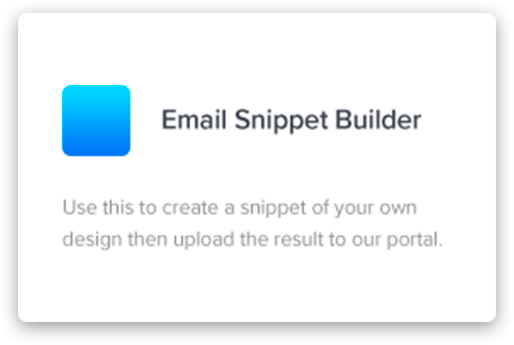 Email Snippet Builder
Use this to create a snippet of your own
design then upload the result to our portal.